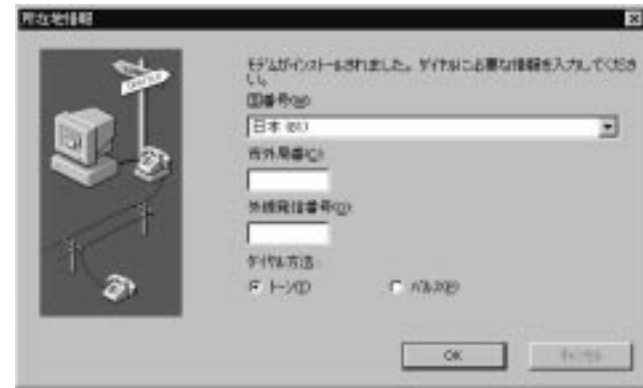 所在地情報
モデムがインストールされました。ダイヤルに必要な情報を入力してくださ
い。
国番号(W):
日本 (81)
市外局番(C):
外線発信番号(O):
ダイヤル方法:
トーン(T)
パルス(P)
OK
キャンセル